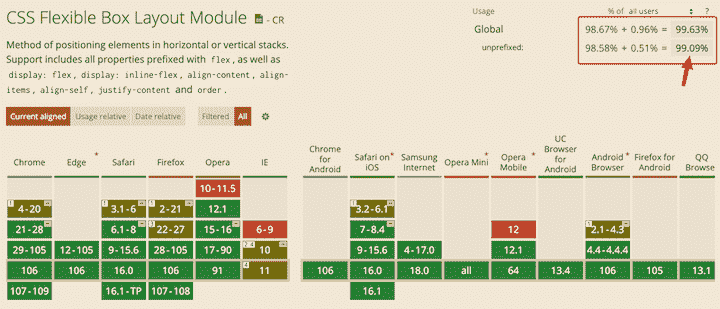 CSS Flexible Box Layout Module - CR
Method of positioning elements in horizontal or vertical stacks.
Support includes all properties prefixed with flex, as well as
display: flex, display: inline-flex, align-content, align-
items, align-self, justify-content and order.
Usage % of all users ?
Global 98.67% + 0.96% = 99.63%
unprefixed: 98.58% + 0.51% = 99.09%
Current aligned Usage relative Date relative Filtered All
Chrome Edge * Safari Firefox Opera IE
Chrome for Android Safari on iOS * Samsung Internet Opera Mini * Opera Mobile * UC Browser for Android Android Browser * Firefox for Android QQ Browse
10-11.5
4-20 3.1-6 2-21 12.1 3.2-6.1
21-28 6.1-8 22-27 15-16 6-9 7-8.4 12 2.1-4.3
29-105 12-105 9-15.6 28-105 17-90 10 9-15.6 4-17.0 12.1 4.4-4.4.4
106 106 16.0 106 91 11 106 16.0 18.0 all 64 13.4 106 105 13.1
107-109 16.1-TP 107-108 16.1